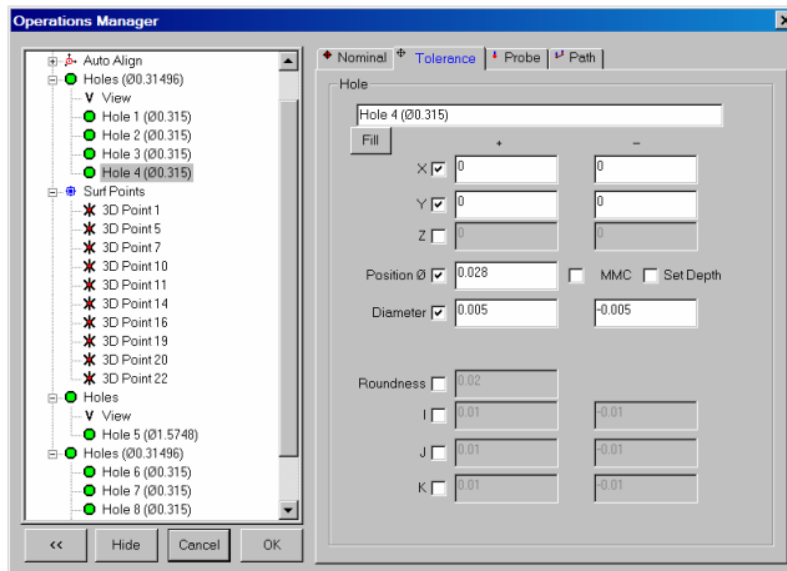 Operations Manager
Auto Align
Holes (Ø0.31496)
V View
Hole 1 (Ø0.315)
Hole 2 (Ø0.315)
Hole 3 (Ø0.315)
Hole 4 (Ø0.315)
Surf Points
3D Point 1
3D Point 5
3D Point 7
3D Point 10
3D Point 11
3D Point 14
3D Point 16
3D Point 19
3D Point 20
3D Point 22
Holes
V View
Hole 5 (Ø1.5748)
Holes (Ø0.31496)
Hole 6 (Ø0.315)
Hole 7 (Ø0.315)
Hole 8 (Ø0.315)
<< Hide Cancel OK
Nominal Tolerance Probe Path
Hole
Hole 4 (Ø0.315)
Fill + -
X 0 0
Y 0 0
Z 0 0
Position Ø 0.028 MMC Set Depth
Diameter 0.005 -0.005
Roundness 0.02
I 0.01 -0.01
J 0.01 -0.01
K 0.01 -0.01